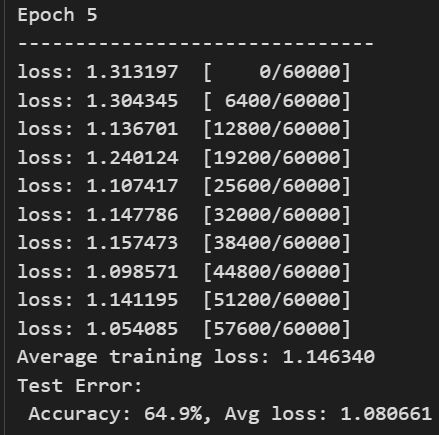 Epoch 5
-------------------------------
loss: 1.313197  [    0/60000]
loss: 1.304345  [ 6400/60000]
loss: 1.136701  [12800/60000]
loss: 1.240124  [19200/60000]
loss: 1.107417  [25600/60000]
loss: 1.147786  [32000/60000]
loss: 1.157473  [38400/60000]
loss: 1.098571  [44800/60000]
loss: 1.141195  [51200/60000]
loss: 1.054085  [57600/60000]
Average training loss: 1.146340
Test Error:
 Accuracy: 64.9%, Avg loss: 1.080661